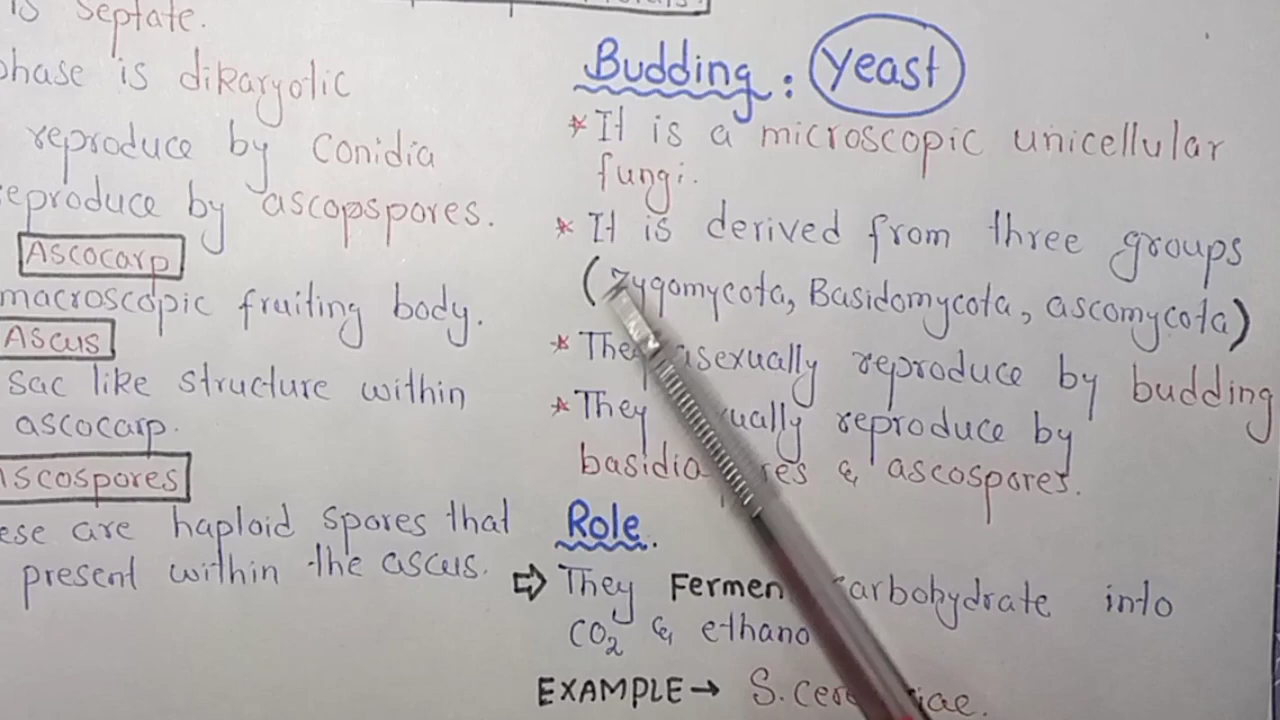 is septate.
phase is dikaryotic
reproduce by conidia
reproduce by ascopspores.
Ascocarp
macroscopic fruiting body.
Ascus
sac like structure within
ascocarp.
Ascospores
ese are haploid spores that
present within the ascus.
Budding : Yeast
* It is a microscopic unicellular
fungi.
* It is derived from three groups
(Zygomycota, Basidomycota, ascomycota)
* They asexually reproduce by budding
* They ually reproduce by
basidia res & ascospores.
Role.
⇨ They Fermen carbohydrate into
CO2 & ethano
EXAMPLE → S. cere iae.